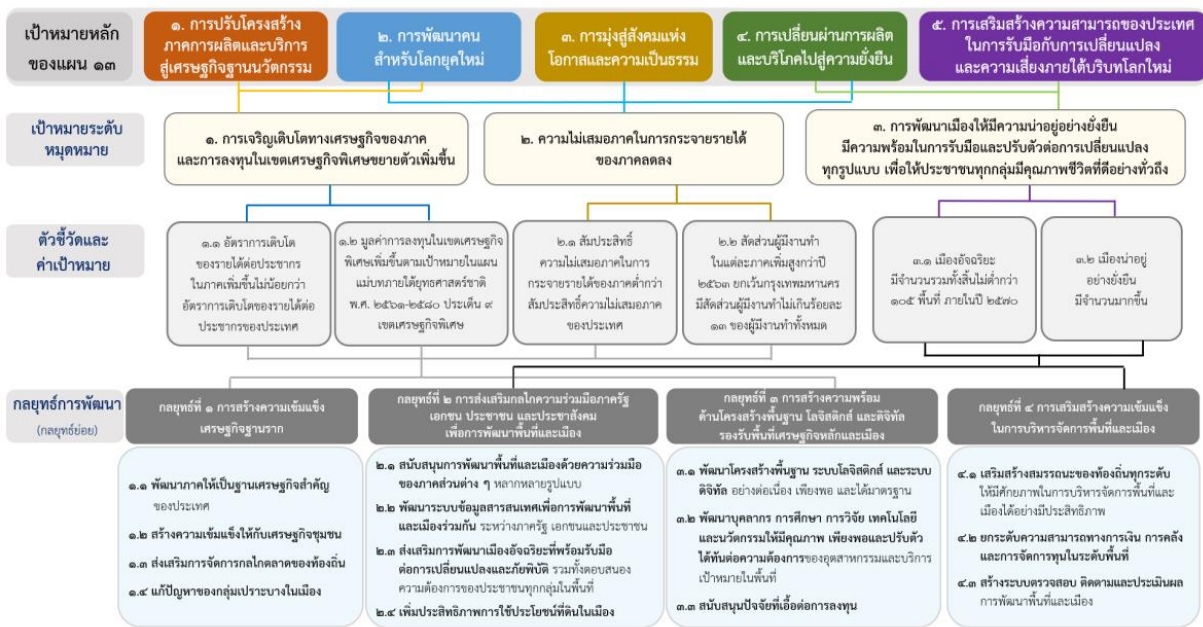 เป้าหมายหลัก
ของแผน ๑๓
๑. การปรับโครงสร้าง
ภาคการผลิตและบริการ
สู่เศรษฐกิจฐานนวัตกรรม
๒. การพัฒนาคน
สำหรับโลกยุคใหม่
๓. การมุ่งสู่สังคมแห่ง
โอกาสและความเป็นธรรม
๔. การเปลี่ยนผ่านการผลิต
และบริโภคไปสู่ความยั่งยืน
๕. การเสริมสร้างความสามารถของประเทศ
ในการรับมือกับการเปลี่ยนแปลง
และความเสี่ยงภายใต้บริบทโลกใหม่
เป้าหมายระดับ
หมุดหมาย
๑. การเจริญเติบโตทางเศรษฐกิจของภาค
และการลงทุนในเขตเศรษฐกิจพิเศษขยายตัวเพิ่มขึ้น
๒. ความไม่เสมอภาคในการกระจายรายได้
ของภาคลดลง
๓. การพัฒนาเมืองให้มีความน่าอยู่อย่างยั่งยืน
มีความพร้อมในการรับมือและปรับตัวต่อการเปลี่ยนแปลง
ทุกรูปแบบ เพื่อให้ประชาชนทุกกลุ่มมีคุณภาพชีวิตที่ดีอย่างทั่วถึง
ตัวชี้วัดและ
ค่าเป้าหมาย
๑.๑ อัตราการเติบโต
ของรายได้ต่อประชากร
ในภาคเพิ่มขึ้นไม่น้อยกว่า
อัตราการเติบโตของรายได้ต่อ
ประชากรของประเทศ
๑.๒ มูลค่าการลงทุนในเขตเศรษฐกิจ
พิเศษเพิ่มขึ้นตามเป้าหมายในแผน
แม่บทภายใต้ยุทธศาสตร์ชาติ
พ.ศ. ๒๕๖๑-๒๕๘๐ ประเด็น ๙
เขตเศรษฐกิจพิเศษ
๒.๑ สัมประสิทธิ์
ความไม่เสมอภาคในการ
กระจายรายได้ของภาคต่ำกว่า
สัมประสิทธิ์ความไม่เสมอภาค
ของประเทศ
๒.๒ สัดส่วนผู้มีงานทำ
ในแต่ละภาคเพิ่มสูงกว่าปี
๒๕๖๓ ยกเว้นกรุงเทพมหานคร
มีสัดส่วนผู้มีงานทำไม่เกินร้อยละ
๑๓ ของผู้มีงานทำทั้งหมด
๓.๑ เมืองอัจฉริยะ
มีจำนวนรวมทั้งสิ้นไม่ต่ำกว่า
๑๐๕ พื้นที่ ภายในปี ๒๕๗๐
๓.๒ เมืองน่าอยู่
อย่างยั่งยืน
มีจำนวนมากขึ้น
กลยุทธ์การพัฒนา
(กลยุทธ์ย่อย)
กลยุทธ์ที่ ๑ การสร้างความเข้มแข็ง
เศรษฐกิจฐานราก
๑.๑ พัฒนาภาคให้เป็นฐานเศรษฐกิจสำคัญ
ของประเทศ
๑.๒ สร้างความเข้มแข็งให้กับเศรษฐกิจชุมชน
๑.๓ ส่งเสริมการจัดการกลไกตลาดของท้องถิ่น
๑.๔ แก้ปัญหาของกลุ่มเปราะบางในเมือง
กลยุทธ์ที่ ๒ การส่งเสริมกลไกความร่วมมือภาครัฐ
เอกชน ประชาชน และประชาสังคม
เพื่อการพัฒนาพื้นที่และเมือง
๒.๑ สนับสนุนการพัฒนาพื้นที่และเมืองด้วยความร่วมมือ
ของภาคส่วนต่าง ๆ หลากหลายรูปแบบ
๒.๒ พัฒนาระบบข้อมูลสารสนเทศเพื่อการพัฒนาพื้นที่
และเมืองร่วมกัน ระหว่างภาครัฐ เอกชนและประชาชน
๒.๓ ส่งเสริมการพัฒนาเมืองอัจฉริยะที่พร้อมรับมือ
ต่อการเปลี่ยนแปลงและภัยพิบัติ รวมทั้งตอบสนอง
ความต้องการของประชาชนทุกกลุ่มในพื้นที่
๒.๔ เพิ่มประสิทธิภาพการใช้ประโยชน์ที่ดินในเมือง
กลยุทธ์ที่ ๓ การสร้างความพร้อม
ด้านโครงสร้างพื้นฐาน โลจิสติกส์ และดิจิทัล
รองรับพื้นที่เศรษฐกิจหลักและเมือง
๓.๑ พัฒนาโครงสร้างพื้นฐาน ระบบโลจิสติกส์ และระบบ
ดิจิทัล อย่างต่อเนื่อง เพียงพอ และได้มาตรฐาน
๓.๒ พัฒนาบุคลากร การศึกษา การวิจัย เทคโนโลยี
และนวัตกรรมให้มีคุณภาพ เพียงพอและปรับตัว
ได้ทันต่อความต้องการของอุตสาหกรรมและบริการ
เป้าหมายในพื้นที่
๓.๓ สนับสนุนปัจจัยที่เอื้อต่อการลงทุน
กลยุทธ์ที่ ๔ การเสริมสร้างความเข้มแข็ง
ในการบริหารจัดการพื้นที่และเมือง
๔.๑ เสริมสร้างสมรรถนะของท้องถิ่นทุกระดับ
ให้มีศักยภาพในการบริหารจัดการพื้นที่และ
เมืองได้อย่างมีประสิทธิภาพ
๔.๒ ยกระดับความสามารถทางการเงิน การคลัง
และการจัดการทุนในระดับพื้นที่
๔.๓ สร้างระบบตรวจสอบ ติดตามและประเมินผล
การพัฒนาพื้นที่และเมือง